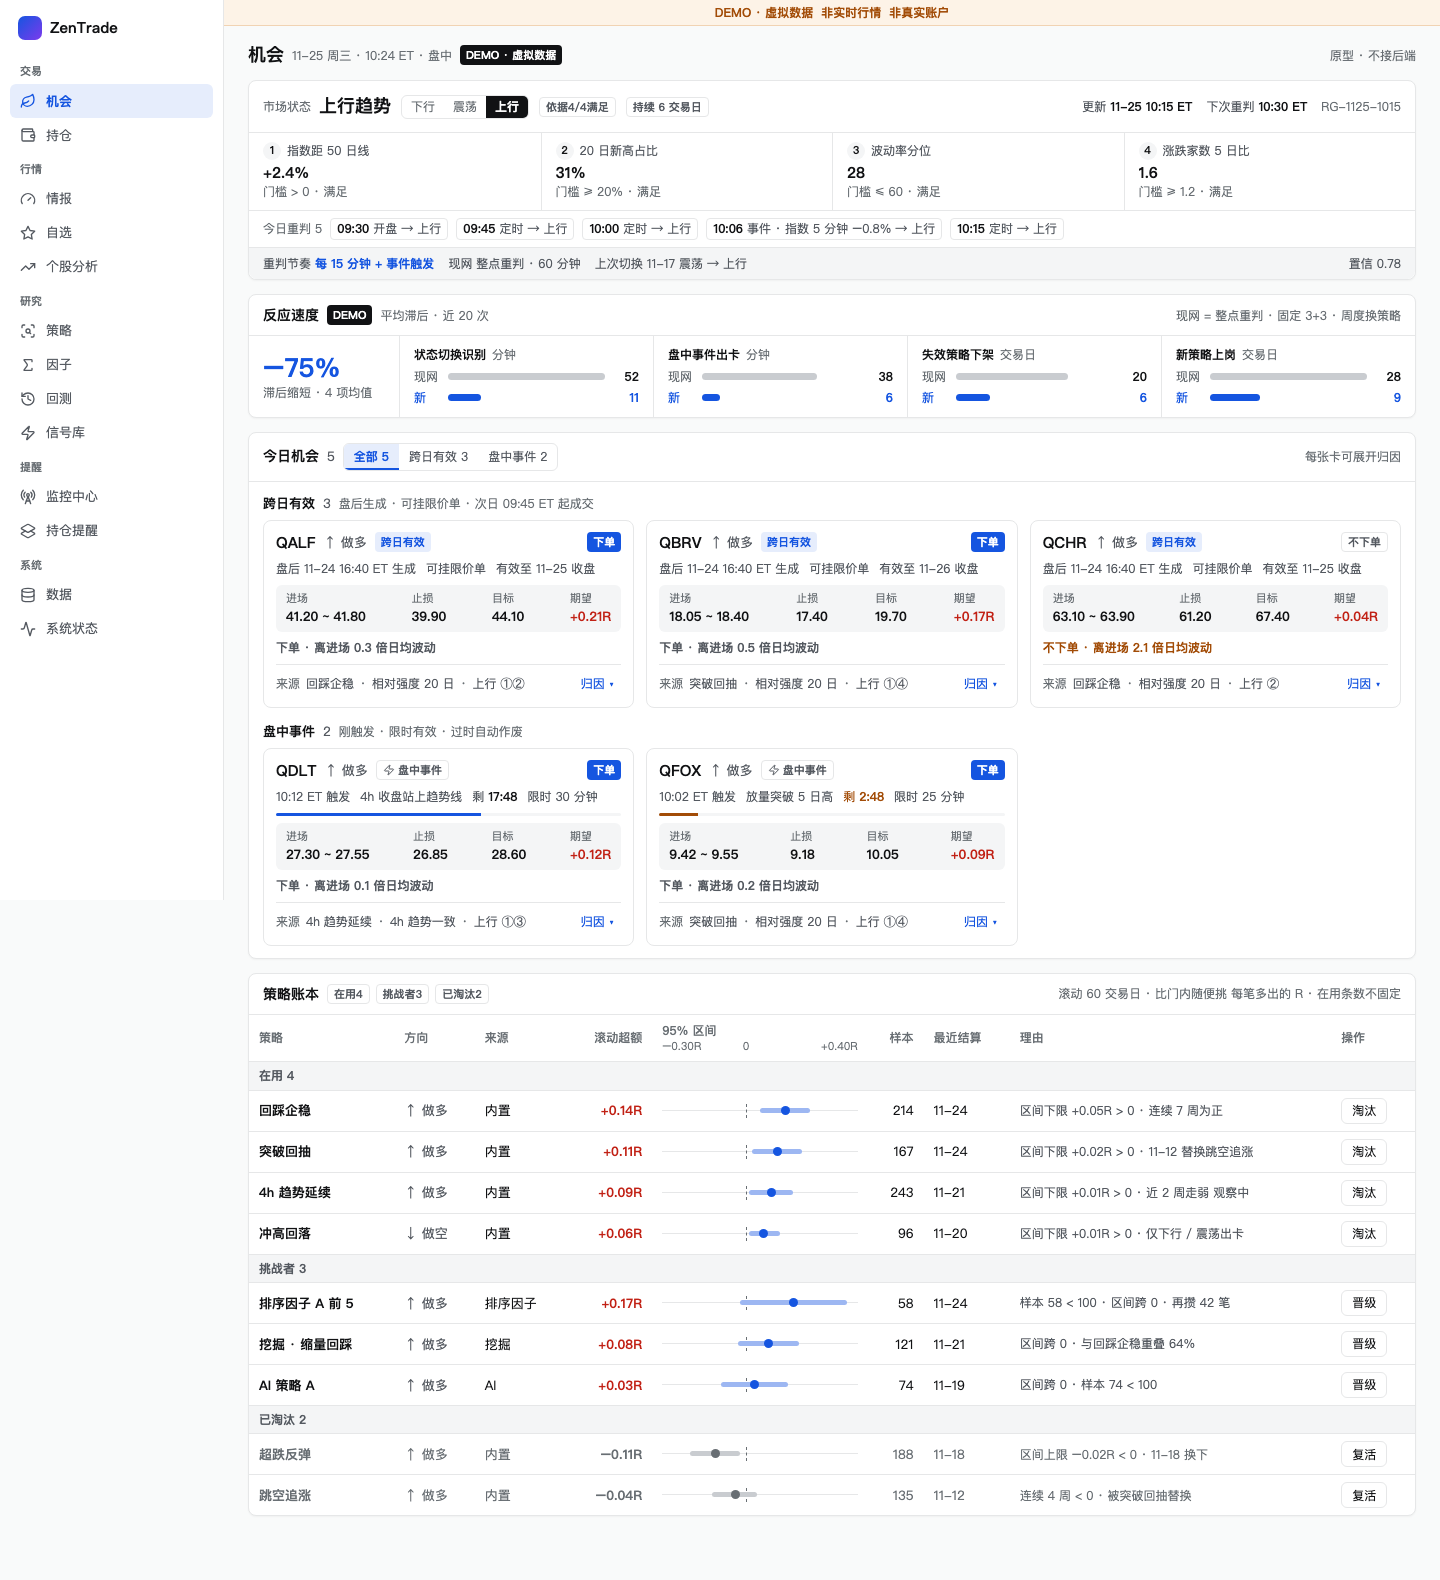 DEMO · 虚拟数据 非实时行情 非真实账户
ZenTrade
交易
机会
持仓
行情
情报
自选
个股分析
研究
策略
因子
回测
信号库
提醒
监控中心
持仓提醒
系统
数据
系统状态
机会 11-25 周三 · 10:24 ET · 盘中 DEMO · 虚拟数据 原型 · 不接后端
市场状态 上行趋势 下行 震荡 上行 依据4/4满足 持续 6 交易日 更新 11-25 10:15 ET 下次重判 10:30 ET RG-1125-1015
1 指数距 50 日线
+2.4%
门槛 > 0 · 满足
2 20 日新高占比
31%
门槛 ≥ 20% · 满足
3 波动率分位
28
门槛 ≤ 60 · 满足
4 涨跌家数 5 日比
1.6
门槛 ≥ 1.2 · 满足
今日重判 5 09:30 开盘 → 上行 09:45 定时 → 上行 10:00 定时 → 上行 10:06 事件 · 指数 5 分钟 −0.8% → 上行 10:15 定时 → 上行
重判节奏 每 15 分钟 + 事件触发 现网 整点重判 · 60 分钟 上次切换 11-17 震荡 → 上行 置信 0.78
反应速度 DEMO 平均滞后 · 近 20 次 现网 = 整点重判 · 固定 3+3 · 周度换策略
−75%
滞后缩短 · 4 项均值
状态切换识别 分钟
现网 52
新 11
盘中事件出卡 分钟
现网 38
新 6
失效策略下架 交易日
现网 20
新 6
新策略上岗 交易日
现网 28
新 9
今日机会 5 全部 5 跨日有效 3 盘中事件 2 每张卡可展开归因
跨日有效 3 盘后生成 · 可挂限价单 · 次日 09:45 ET 起成交
QALF ↑ 做多 跨日有效 下单
盘后 11-24 16:40 ET 生成 可挂限价单 有效至 11-25 收盘
进场 止损 目标 期望
41.20 ~ 41.80 39.90 44.10 +0.21R
下单 · 离进场 0.3 倍日均波动
来源 回踩企稳 · 相对强度 20 日 · 上行 ①② 归因 ▾
QBRV ↑ 做多 跨日有效 下单
盘后 11-24 16:40 ET 生成 可挂限价单 有效至 11-26 收盘
进场 止损 目标 期望
18.05 ~ 18.40 17.40 19.70 +0.17R
下单 · 离进场 0.5 倍日均波动
来源 突破回抽 · 相对强度 20 日 · 上行 ①④ 归因 ▾
QCHR ↑ 做多 跨日有效 不下单
盘后 11-24 16:40 ET 生成 可挂限价单 有效至 11-25 收盘
进场 止损 目标 期望
63.10 ~ 63.90 61.20 67.40 +0.04R
不下单 · 离进场 2.1 倍日均波动
来源 回踩企稳 · 相对强度 20 日 · 上行 ② 归因 ▾
盘中事件 2 刚触发 · 限时有效 · 过时自动作废
QDLT ↑ 做多 盘中事件 下单
10:12 ET 触发 4h 收盘站上趋势线 剩 17:48 限时 30 分钟
进场 止损 目标 期望
27.30 ~ 27.55 26.85 28.60 +0.12R
下单 · 离进场 0.1 倍日均波动
来源 4h 趋势延续 · 4h 趋势一致 · 上行 ①③ 归因 ▾
QFOX ↑ 做多 盘中事件 下单
10:02 ET 触发 放量突破 5 日高 剩 2:48 限时 25 分钟
进场 止损 目标 期望
9.42 ~ 9.55 9.18 10.05 +0.09R
下单 · 离进场 0.2 倍日均波动
来源 突破回抽 · 相对强度 20 日 · 上行 ①④ 归因 ▾
策略账本 在用4 挑战者3 已淘汰2 滚动 60 交易日 · 比门内随便挑 每笔多出的 R · 在用条数不固定
策略 方向 来源 滚动超额 95% 区间 样本 最近结算 理由 操作
−0.30R 0 +0.40R
在用 4
回踩企稳 ↑ 做多 内置 +0.14R 214 11-24 区间下限 +0.05R > 0 · 连续 7 周为正 淘汰
突破回抽 ↑ 做多 内置 +0.11R 167 11-24 区间下限 +0.02R > 0 · 11-12 替换跳空追涨 淘汰
4h 趋势延续 ↑ 做多 内置 +0.09R 243 11-21 区间下限 +0.01R > 0 · 近 2 周走弱 观察中 淘汰
冲高回落 ↓ 做空 内置 +0.06R 96 11-20 区间下限 +0.01R > 0 · 仅下行 / 震荡出卡 淘汰
挑战者 3
排序因子 A 前 5 ↑ 做多 排序因子 +0.17R 58 11-24 样本 58 < 100 · 区间跨 0 · 再攒 42 笔 晋级
挖掘 · 缩量回踩 ↑ 做多 挖掘 +0.08R 121 11-21 区间跨 0 · 与回踩企稳重叠 64% 晋级
AI 策略 A ↑ 做多 AI +0.03R 74 11-19 区间跨 0 · 样本 74 < 100 晋级
已淘汰 2
超跌反弹 ↑ 做多 内置 −0.11R 188 11-18 区间上限 −0.02R < 0 · 11-18 换下 复活
跳空追涨 ↑ 做多 内置 −0.04R 135 11-12 连续 4 周 < 0 · 被突破回抽替换 复活